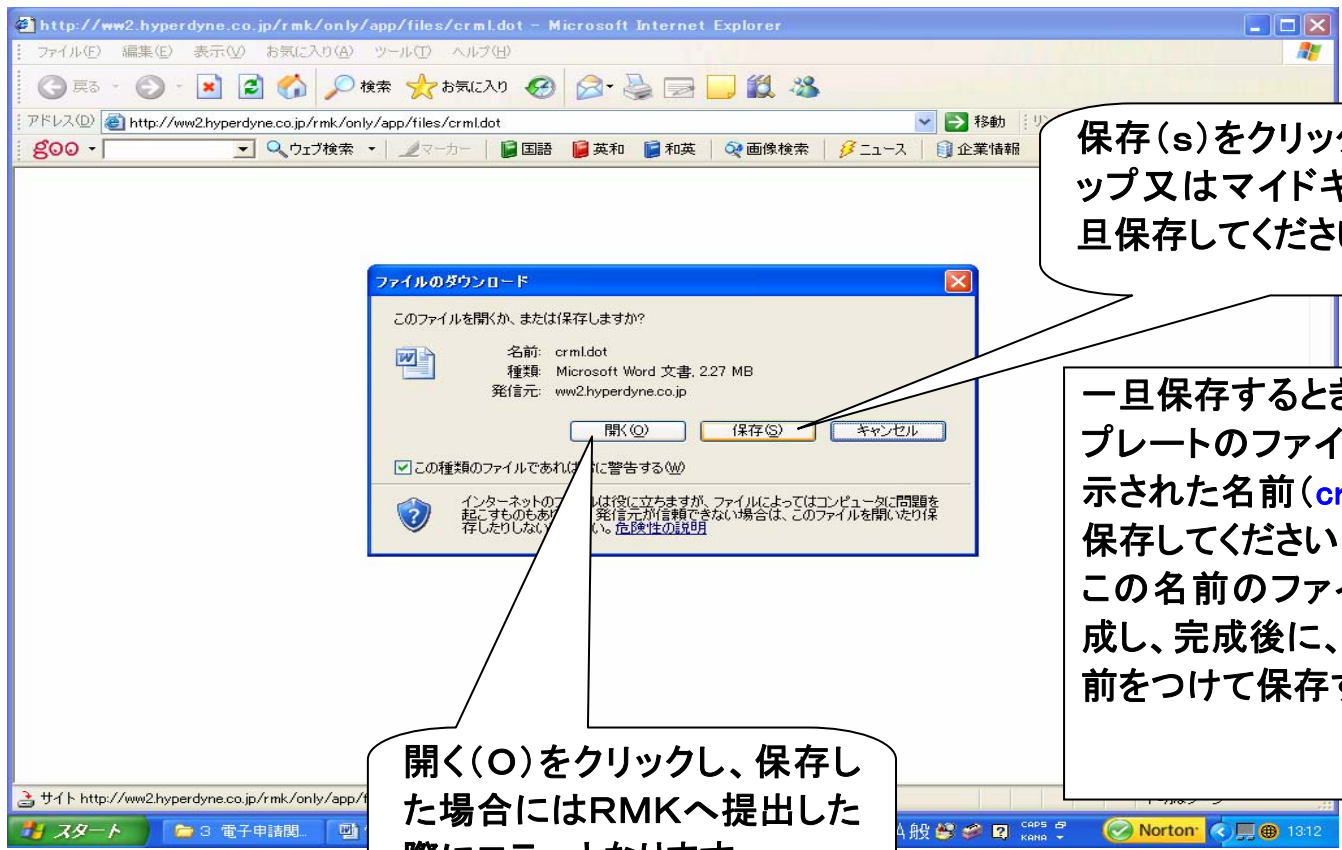 http://ww2.hyperdyne.co.jp/rmk/only/app/files/crml.dot - Microsoft Internet Explorer
ファイル(F) 編集(E) 表示(V) お気に入り(A) ツール(T) ヘルプ(H)
戻る 検索 お気に入り
アドレス(D) http://ww2.hyperdyne.co.jp/rmk/only/app/files/crml.dot 移動
goo ウェブ検索 マーカー 国語 英和 和英 画像検索 ニュース 企業情報
保存(s)をクリッ
ップ又はマイドキ
旦保存してくださ
ファイルのダウンロード
このファイルを開くか、または保存しますか?
名前: crml.dot
種類: Microsoft Word 文書, 2.27 MB
発信元: ww2.hyperdyne.co.jp
開く(O) 保存(S) キャンセル
この種類のファイルであれば に警告する(W)
インターネットの は役に立ちますが、ファイルによってはコンピュータに問題を
起こすものもあ 発信元が信頼できない場合は、このファイルを開いたり保
存したりしない い。危険性の説明
一旦保存するとき
プレートのファイ
示された名前(cr
保存してください
この名前のファイ
成し、完成後に、
前をつけて保存す
開く(O)をクリックし、保存し
た場合にはRMKへ提出した
サイト http://ww2.hyperdyne.co.jp/rmk/only/app/f
スタート 3 電子申請関... A 般 CAPS KANA Norton 13:12